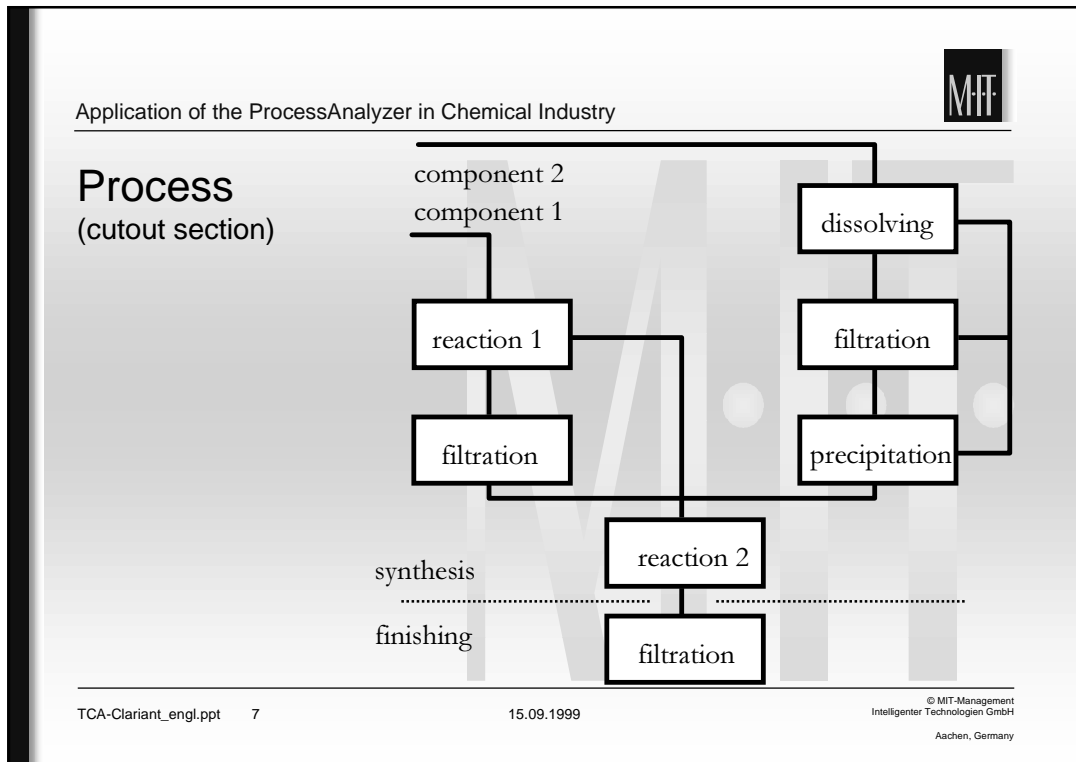 M·I·T·
Application of the ProcessAnalyzer in Chemical Industry
Process
(cutout section)
component 2
component 1
dissolving
reaction 1
filtration
filtration
precipitation
reaction 2
synthesis
finishing
filtration
TCA-Clariant_engl.ppt 7
15.09.1999
© MIT-Management
Intelligenter Technologien GmbH
Aachen, Germany